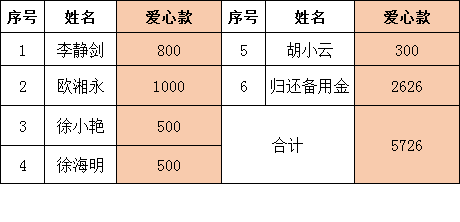 序号 姓名 爱心款 序号 姓名 爱心款
1 李静剑 800 5 胡小云 300
2 欧湘永 1000 6 归还备用金 2626
3 徐小艳 500 合计 5726
4 徐海明 500